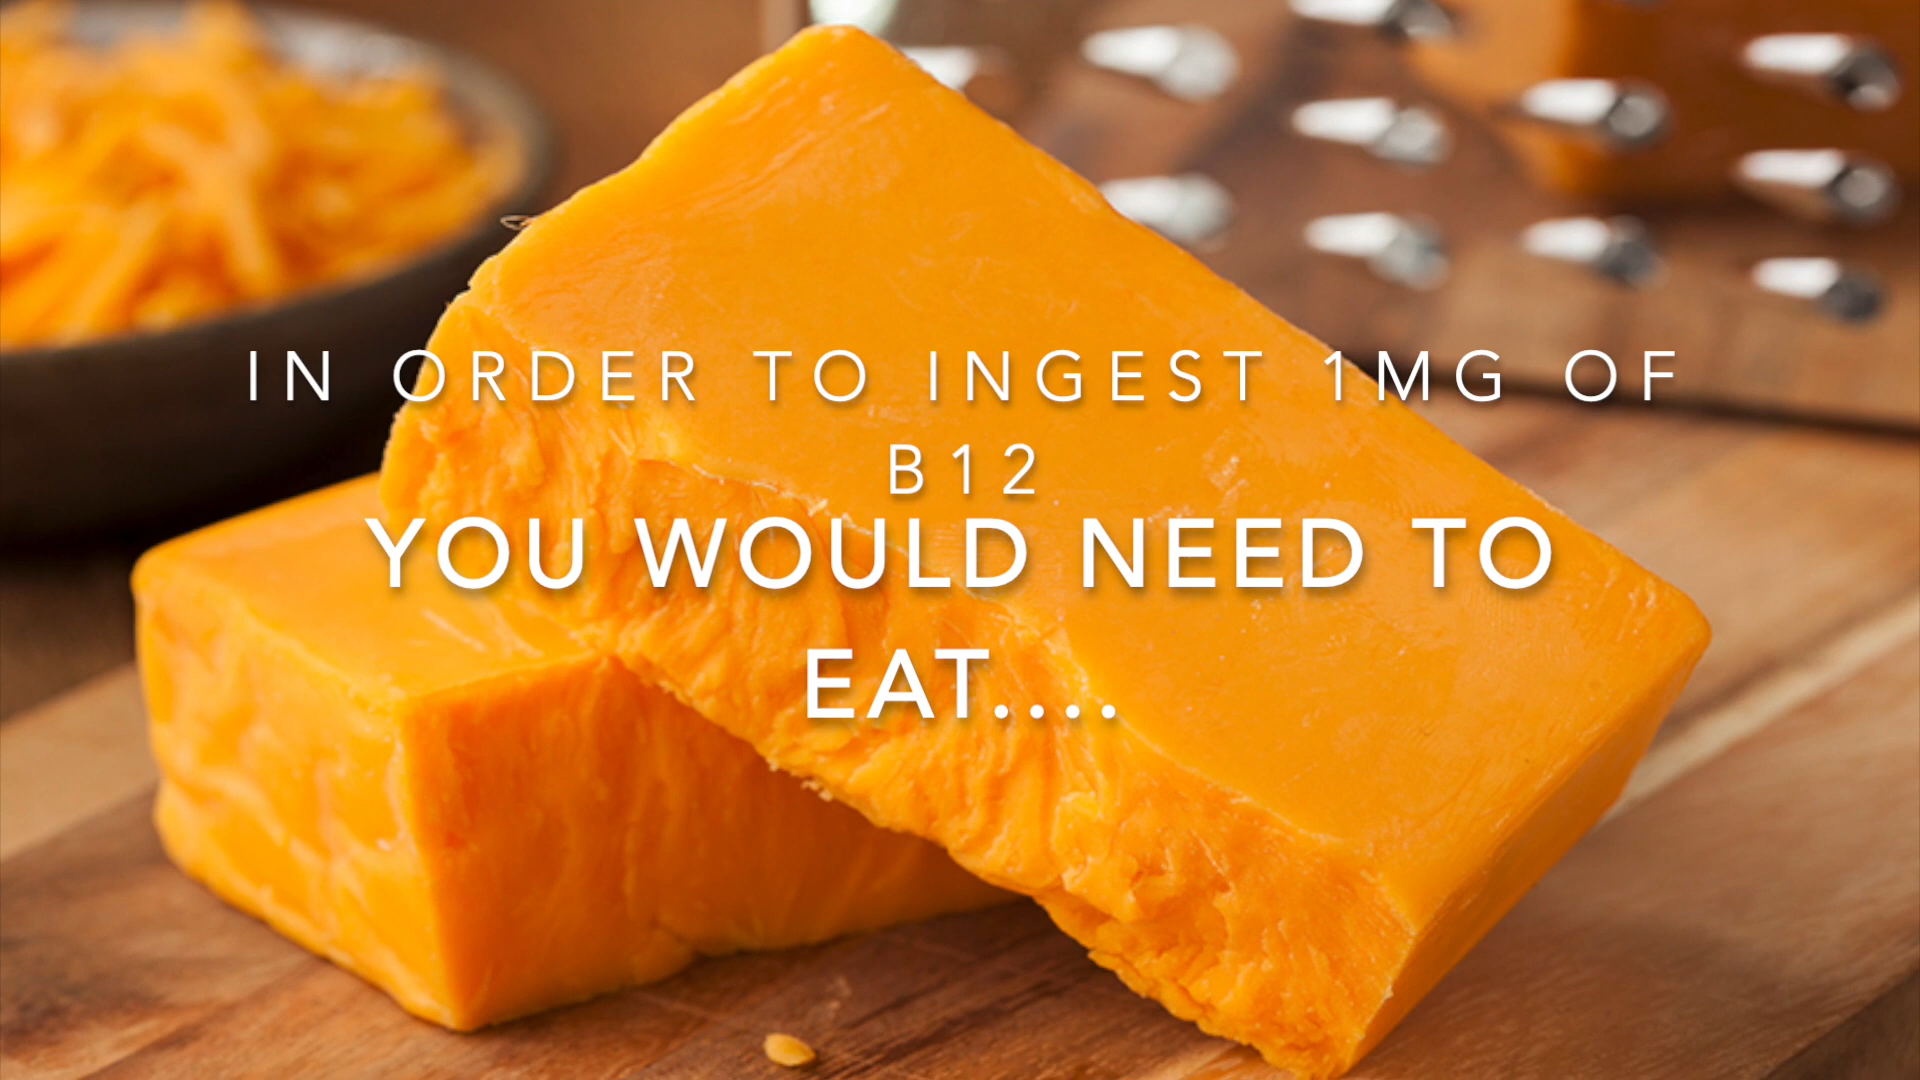 IN ORDER TO INGEST 1MG OF
B12
YOU WOULD NEED TO
EAT....